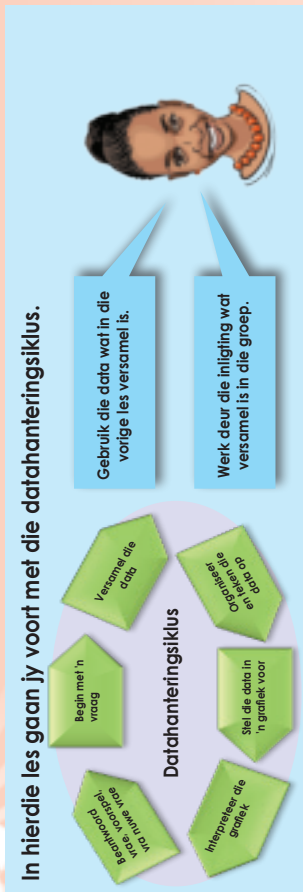 In hierdie les gaan jy voort met die datahanteringsiklus.
Begin met 'n
vraag
Versamel die
data
Organiseer
en teken die
data op
Stel die data in
'n grafiek voor
Interpreteer die
grafiek
Beantwoord
vrae, voorspel,
vra nuwe vrae
Datahanteringsiklus
Gebruik die data wat in die
vorige les versamel is.
Werk deur die inligting wat
versamel is in die groep.